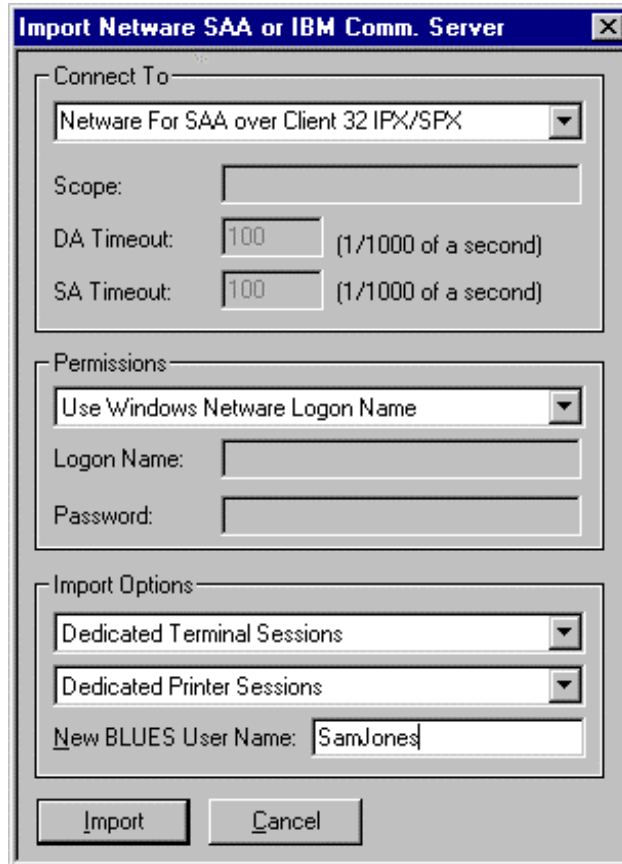 Import Netware SAA or IBM Comm. Server
Connect To
Netware For SAA over Client 32 IPX/SPX
Scope:
DA Timeout: 100 (1/1000 of a second)
SA Timeout: 100 (1/1000 of a second)
Permissions
Use Windows Netware Logon Name
Logon Name:
Password:
Import Options
Dedicated Terminal Sessions
Dedicated Printer Sessions
New BLUES User Name: SamJones
Import Cancel